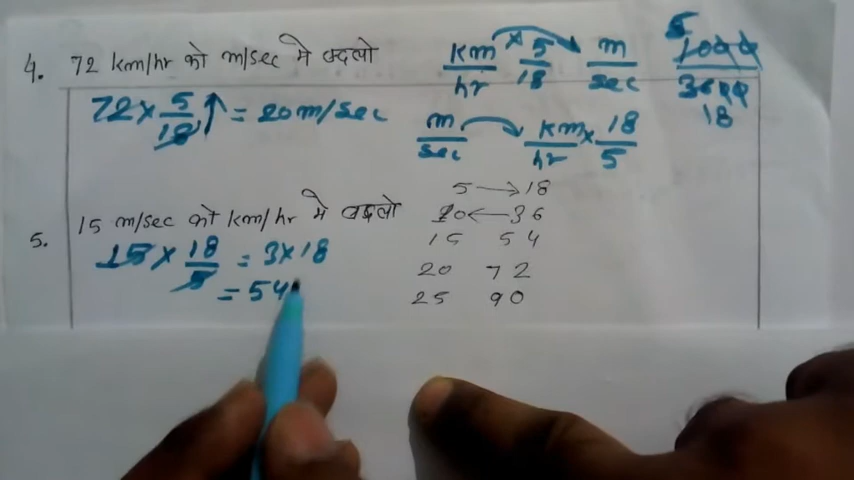 4. 72 km/hr को m/sec मे बदलो
72 × 5/18 = 20 m/sec
km/hr × 5/18 m/sec
5
1000/3600
18
m/sec km/hr × 18/5
5. 15 m/sec को km/hr मे बदलो
15 × 18/5 = 3×18
= 54
5 → 18
10 ← 36
15 54
20 72
25 90